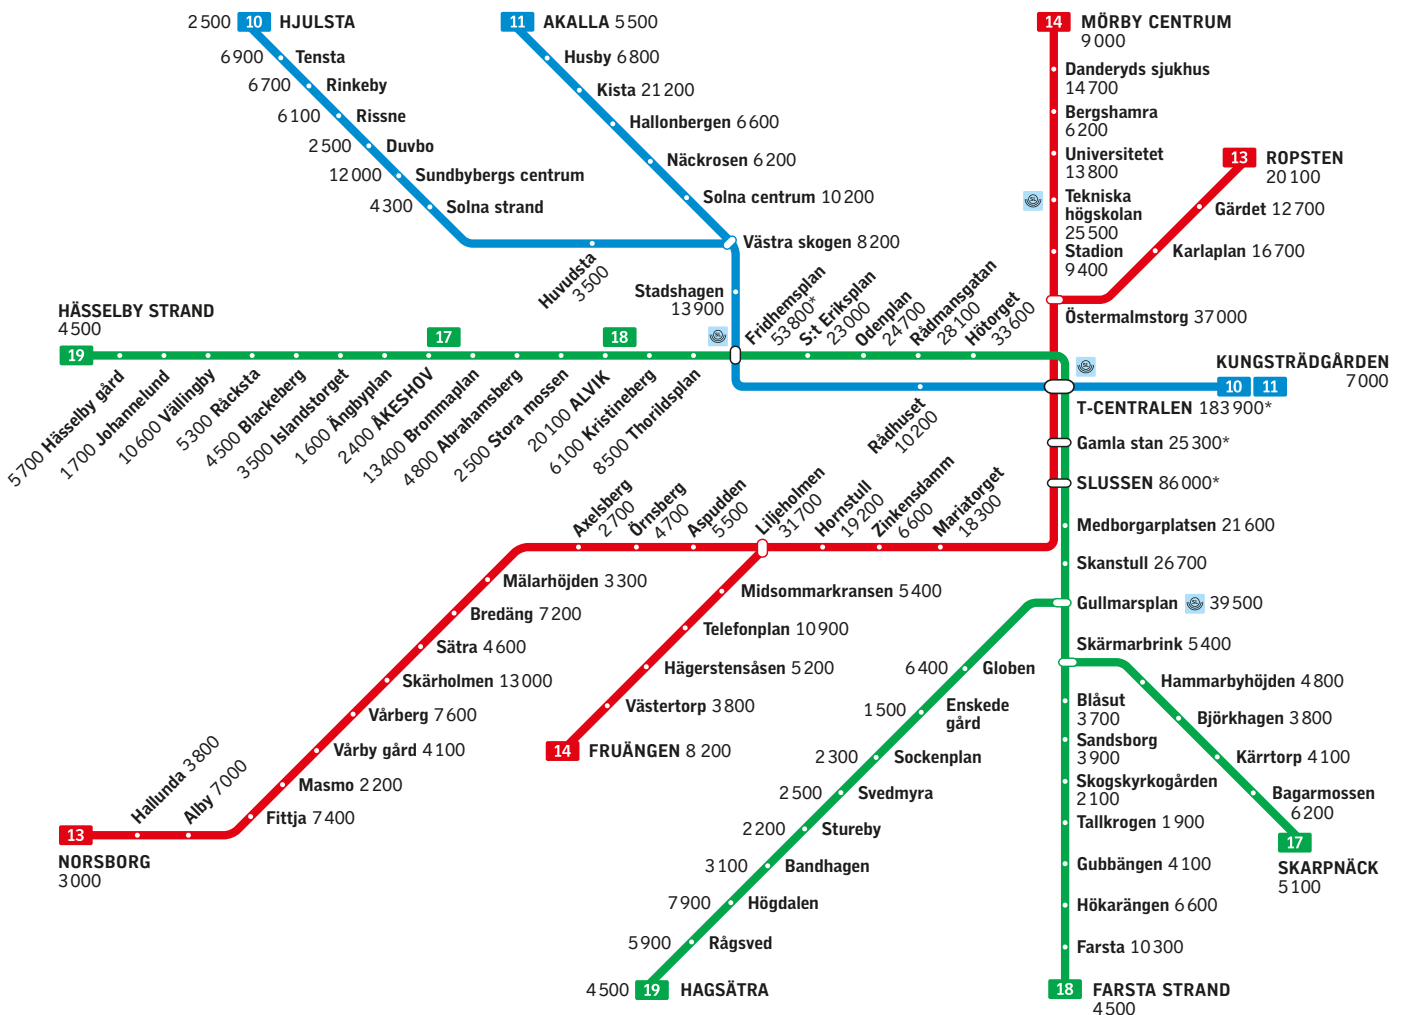 2 500 10 HJULSTA
6 900 Tensta
6 700 Rinkeby
6 100 Rissne
2 500 Duvbo
12 000 Sundbybergs centrum
4 300 Solna strand
Huvudsta
3 500
11 AKALLA 5 500
Husby 6 800
Kista 21 200
Hallonbergen 6 600
Näckrosen 6 200
Solna centrum 10 200
Västra skogen 8 200
Stadshagen
13 900
14 MÖRBY CENTRUM
9 000
Danderyds sjukhus
14 700
Bergshamra
6 200
Universitetet
13 800
Tekniska
högskolan
25 500
Stadion
9 400
13 ROPSTEN
20 100
Gärdet 12 700
Karlaplan 16 700
Östermalmstorg 37 000
HÄSSELBY STRAND
4 500
19
5 700 Hässelby gård
1 700 Johannelund
10 600 Vällingby
5 300 Råcksta
4 500 Blackeberg
3 500 Islandstorget
1 600 Ängbyplan
17
2 400 ÅKESHOV
13 400 Brommaplan
4 800 Abrahamsberg
2 500 Stora mossen
18
20 100 ALVIK
6 100 Kristineberg
8 500 Thorildsplan
Fridhemsplan
53 800*
S:t Eriksplan
23 000
Odenplan
24 700
Rådmansgatan
28 100
Hötorget
33 600
Rådhuset
10 200
KUNGSTRÄDGÅRDEN
10 11 7 000
T-CENTRALEN 183 900*
Gamla stan 25 300*
SLUSSEN 86 000*
Medborgarplatsen 21 600
Skanstull 26 700
Gullmarsplan 39 500
Skärmarbrink 5 400
Axelsberg
2 700
Örnsberg
4 700
Aspudden
5 500
Liljeholmen
31 700
Hornstull
19 200
Zinkensdamm
6 600
Mariatorget
18 300
Mälarhöjden 3 300
Bredäng 7 200
Sätra 4 600
Skärholmen 13 000
Vårberg 7 600
Vårby gård 4 100
Masmo 2 200
Fittja 7 400
Alby 7 000
Hallunda 3 800
13
NORSBORG
3 000
Midsommarkransen 5 400
Telefonplan 10 900
Hägerstensåsen 5 200
Västertorp 3 800
14 FRUÄNGEN 8 200
6 400 Globen
1 500 Enskede
gård
2 300 Sockenplan
2 500 Svedmyra
2 200 Stureby
3 100 Bandhagen
7 900 Högdalen
5 900 Rågsved
4 500 19 HAGSÄTRA
Blåsut
3 700
Sandsborg
3 900
Skogskyrkogården
2 100
Tallkrogen 1 900
Gubbängen 4 100
Hökarängen 6 600
Farsta 10 300
18 FARSTA STRAND
4 500
Hammarbyhöjden 4 800
Björkhagen 3 800
Kärrtorp 4 100
Bagarmossen
6 200
17
SKARPNÄCK
5 100